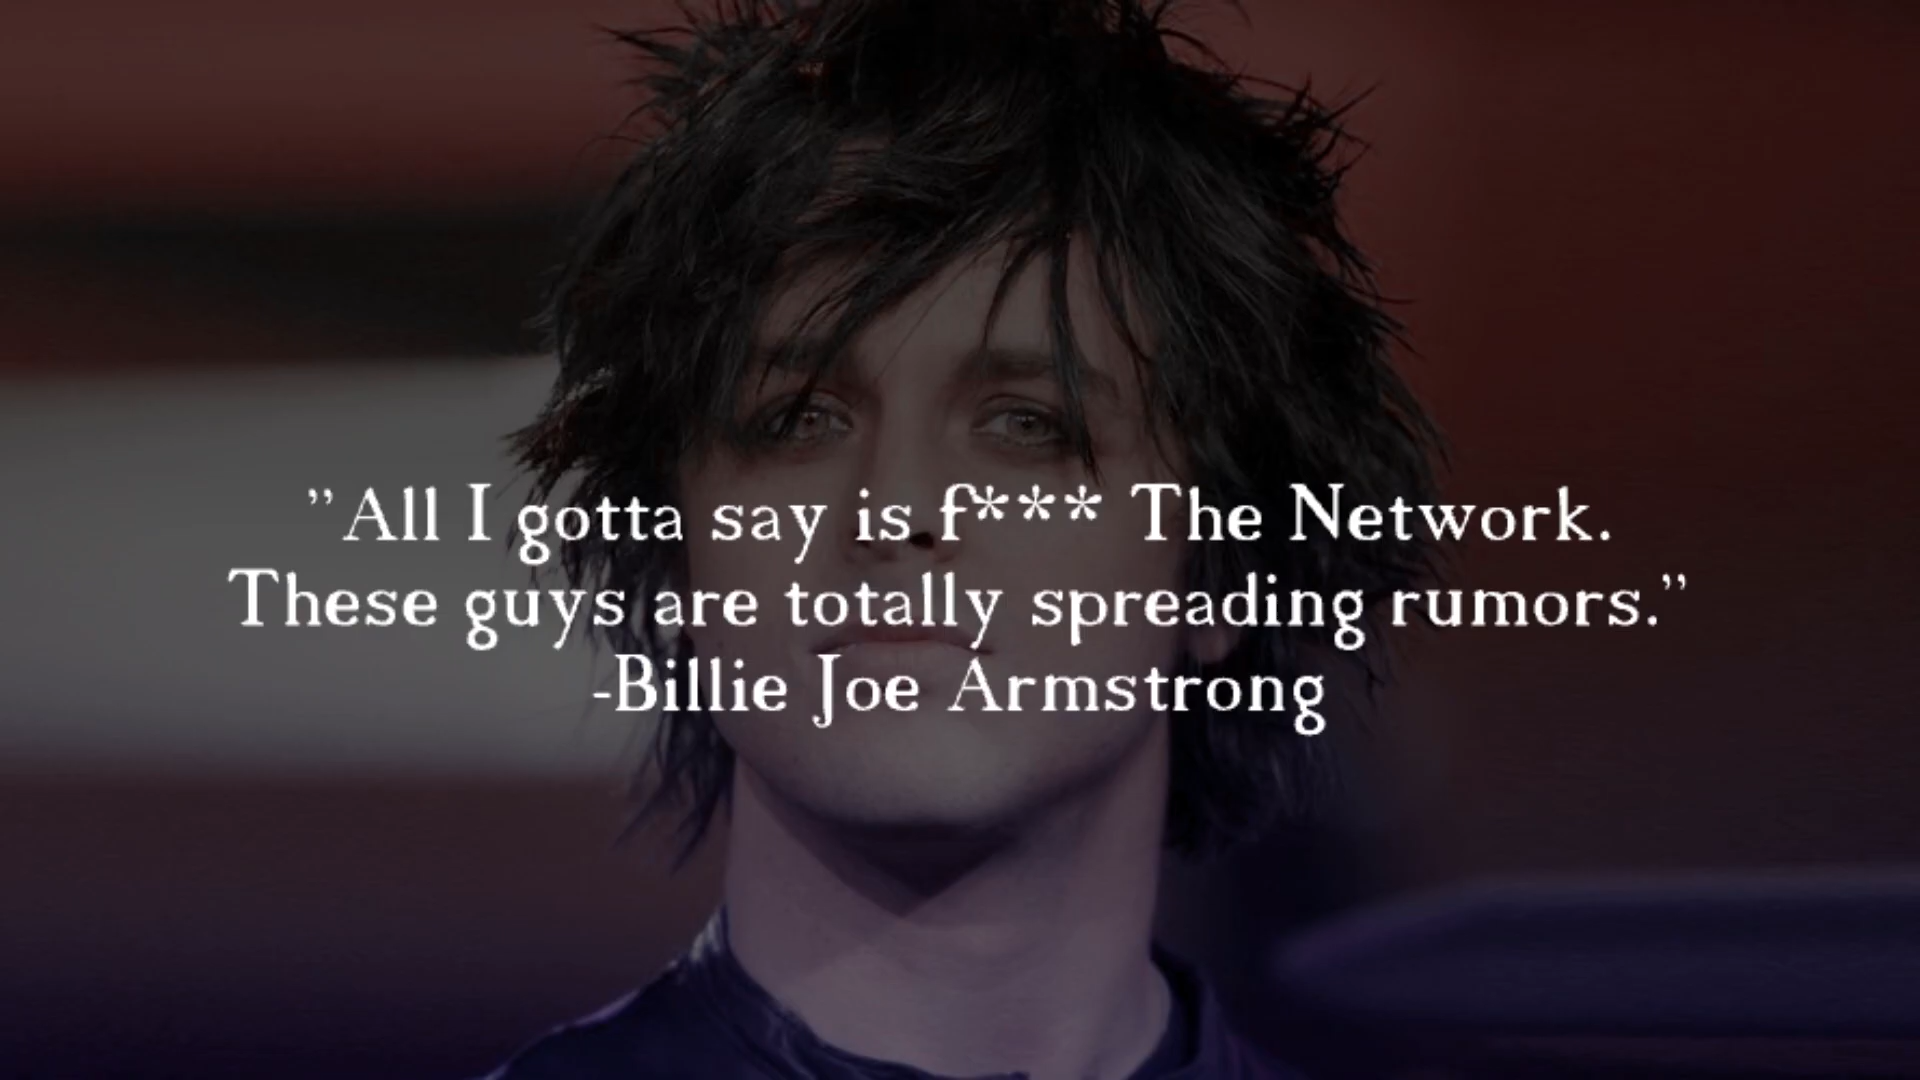 "All I gotta say is f*** The Network.
These guys are totally spreading rumors."
-Billie Joe Armstrong